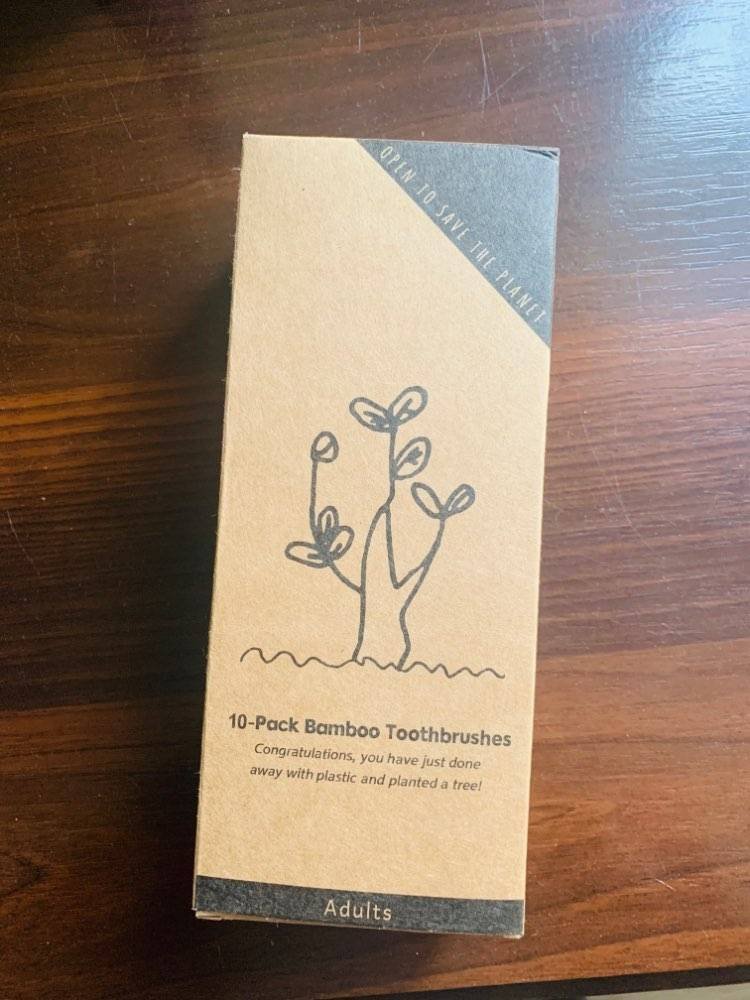 OPEN TO SAVE THE PLANET
10-Pack Bamboo Toothbrushes
Congratulations, you have just done
away with plastic and planted a tree!
Adults